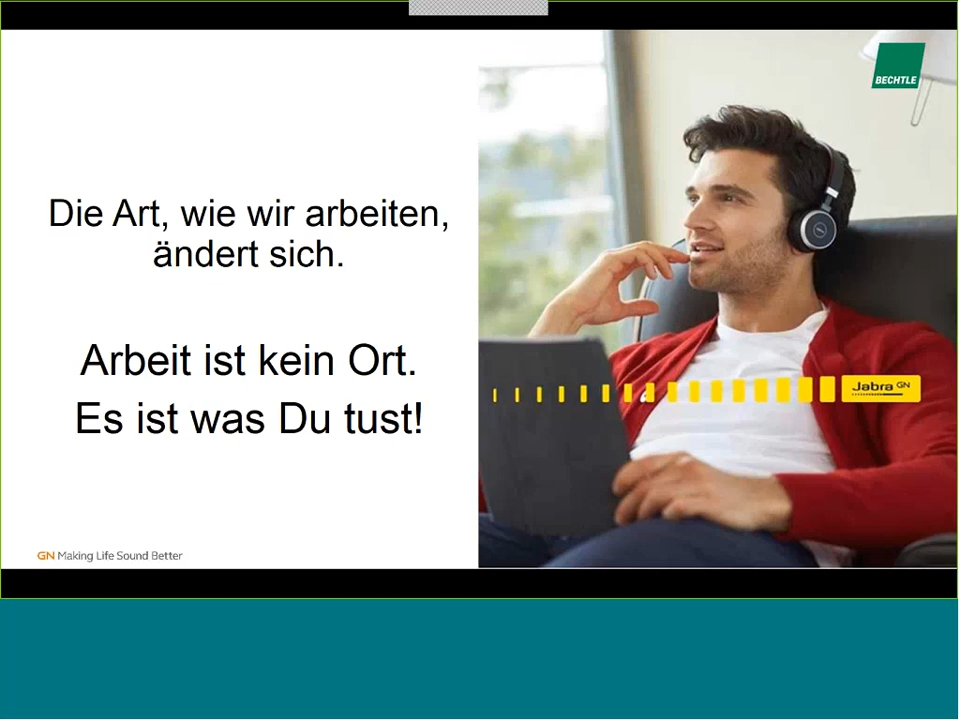 BECHTLE
Die Art, wie wir arbeiten,
ändert sich.
Arbeit ist kein Ort.
Es ist was Du tust!
Jabra GN
GN Making Life Sound Better